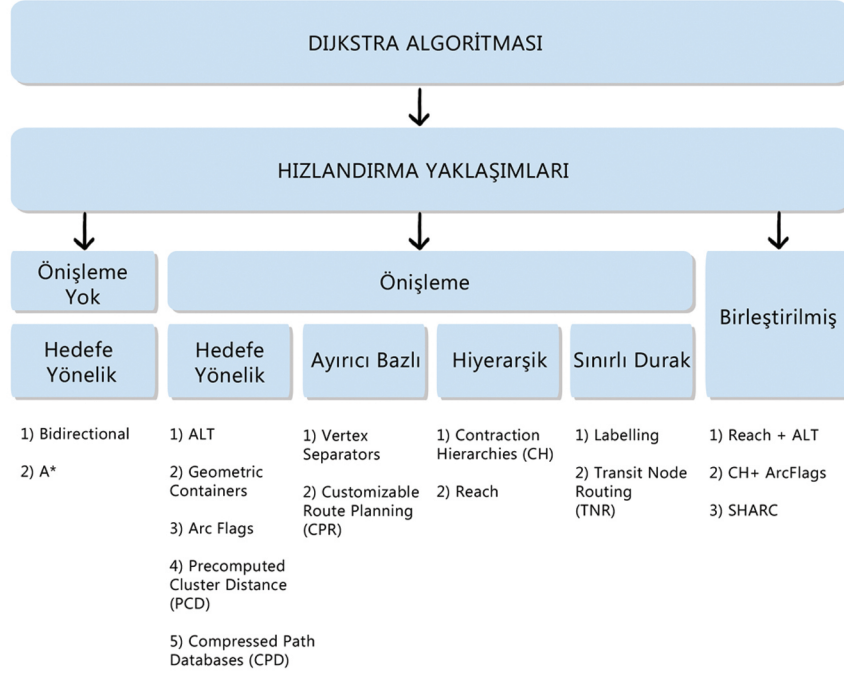 DIJKSTRA ALGORİTMASI
HIZLANDIRMA YAKLAŞIMLARI
Önişleme
Yok
Önişleme
Birleştirilmiş
Hedefe
Yönelik
Hedefe
Yönelik
Ayırıcı Bazlı
Hiyerarşik
Sınırlı Durak
1) Bidirectional
2) A*
1) ALT
2) Geometric
Containers
3) Arc Flags
4) Precomputed
Cluster Distance
(PCD)
5) Compressed Path
Databases (CPD)
1) Vertex
Separators
2) Customizable
Route Planning
(CPR)
1) Contraction
Hierarchies (CH)
2) Reach
1) Labelling
2) Transit Node
Routing
(TNR)
1) Reach + ALT
2) CH+ ArcFlags
3) SHARC